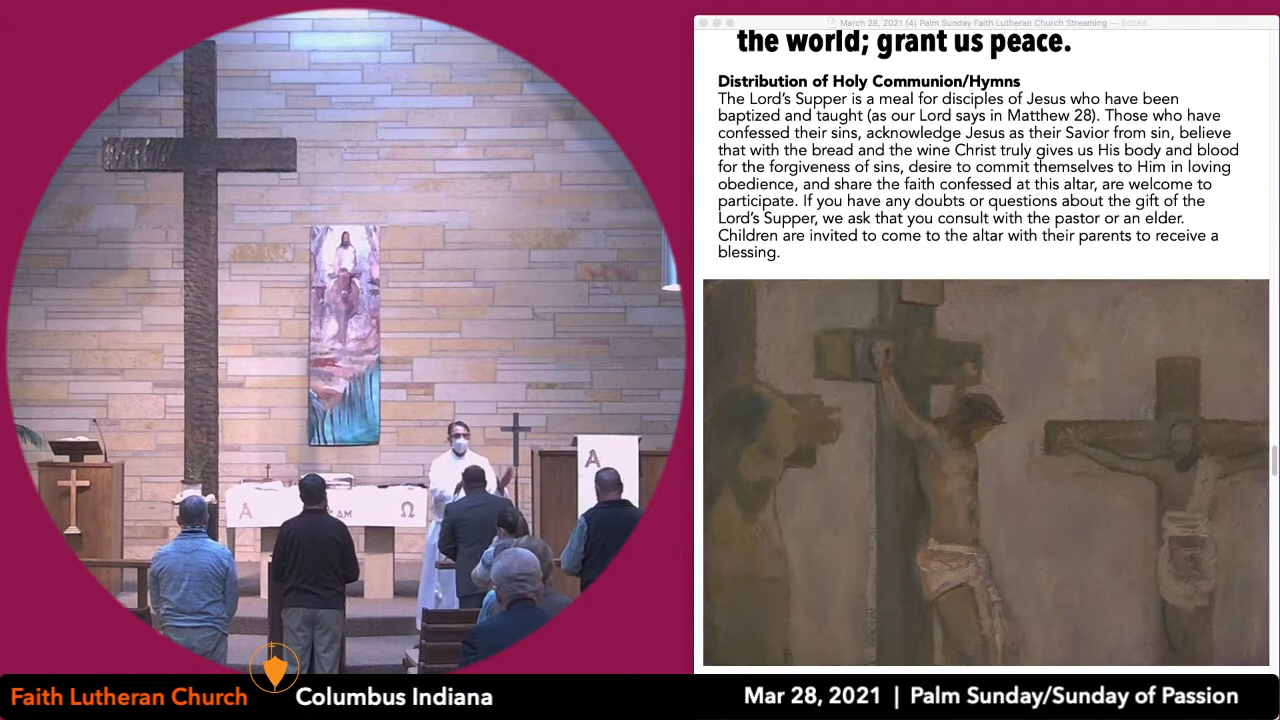 March 28, 2021 (4) Palm Sunday Faith Lutheran Church Streaming — Edited
the world; grant us peace.
Distribution of Holy Communion/Hymns
The Lord's Supper is a meal for disciples of Jesus who have been
baptized and taught (as our Lord says in Matthew 28). Those who have
confessed their sins, acknowledge Jesus as their Savior from sin, believe
that with the bread and the wine Christ truly gives us His body and blood
for the forgiveness of sins, desire to commit themselves to Him in loving
obedience, and share the faith confessed at this altar, are welcome to
participate. If you have any doubts or questions about the gift of the
Lord's Supper, we ask that you consult with the pastor or an elder.
Children are invited to come to the altar with their parents to receive a
blessing.
A
A AM Ω
Faith Lutheran Church Columbus Indiana Mar 28, 2021 | Palm Sunday/Sunday of Passion